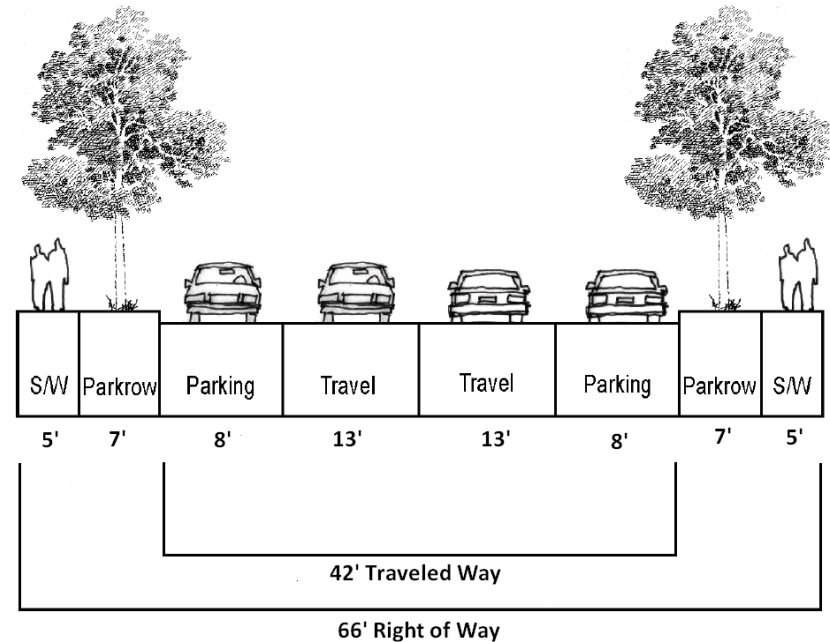 S/W Parkrow Parking Travel Travel Parking Parkrow S/W
5' 7' 8' 13' 13' 8' 7' 5'
42' Traveled Way
66' Right of Way